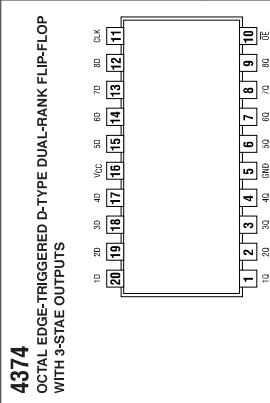 4374
OCTAL EDGE-TRIGGERED D-TYPE DUAL-RANK FLIP-FLOP
WITH 3-STAE OUTPUTS
1D 2D 3D 4D VCC 5D 6D 7D 8D CLK
20 19 18 17 16 15 14 13 12 11
1 2 3 4 5 6 7 8 9 10
1Q 2Q 3Q 4Q GND 5Q 6Q 7Q 8Q O̅E̅